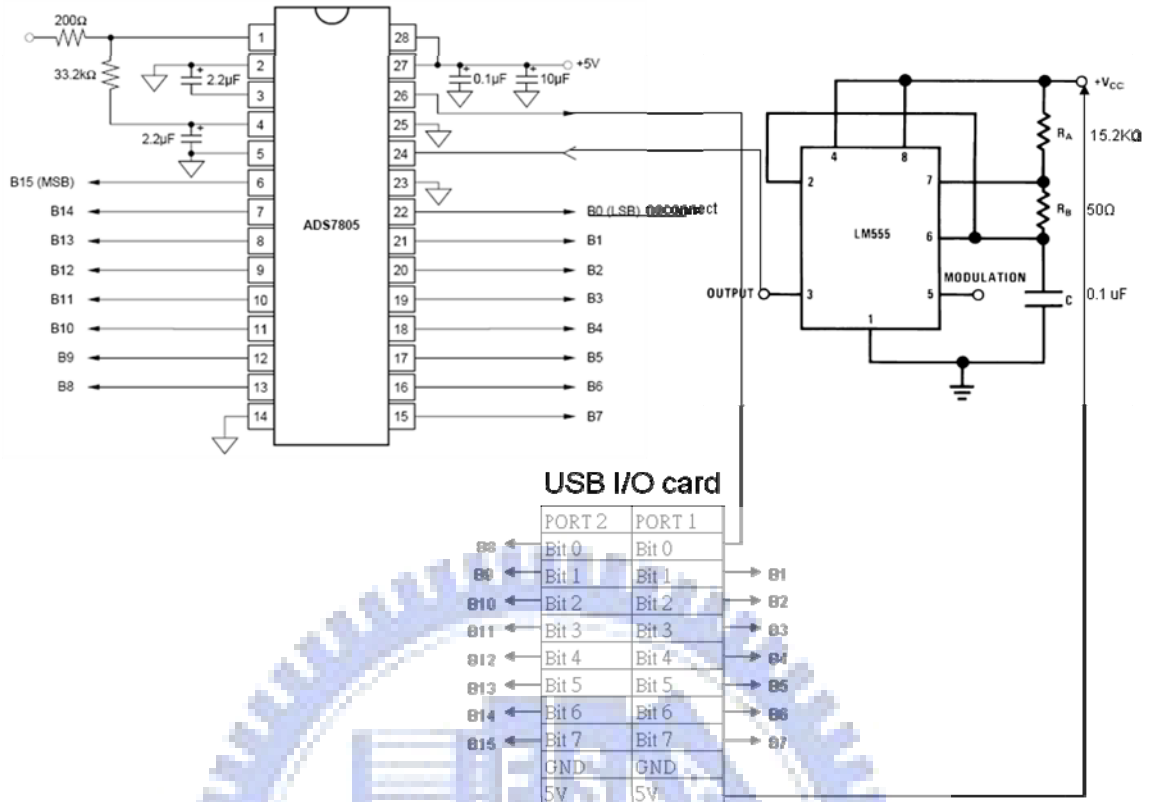 200Ω
33.2kΩ
2.2µF
2.2µF
1
2
3
4
5
6
7
8
9
10
11
12
13
14
28
27
26
25
24
23
22
21
20
19
18
17
16
15
ADS7805
0.1µF
10µF
+5V
B15 (MSB)
B14
B13
B12
B11
B10
B9
B8
B0 (LSB)
B1
B2
B3
B4
B5
B6
B7
+VCC
RA 15.2KΩ
RB 50Ω
C 0.1 uF
4
8
2
7
LM555
6
MODULATION
OUTPUT
3
5
1
USB I/O card
PORT 2 PORT 1
B8 Bit 0 Bit 0
B9 Bit 1 Bit 1 B1
B10 Bit 2 Bit 2 B2
B11 Bit 3 Bit 3 B3
B12 Bit 4 Bit 4 B4
B13 Bit 5 Bit 5 B5
B14 Bit 6 Bit 6 B6
B15 Bit 7 Bit 7 B7
GND GND
5V 5V